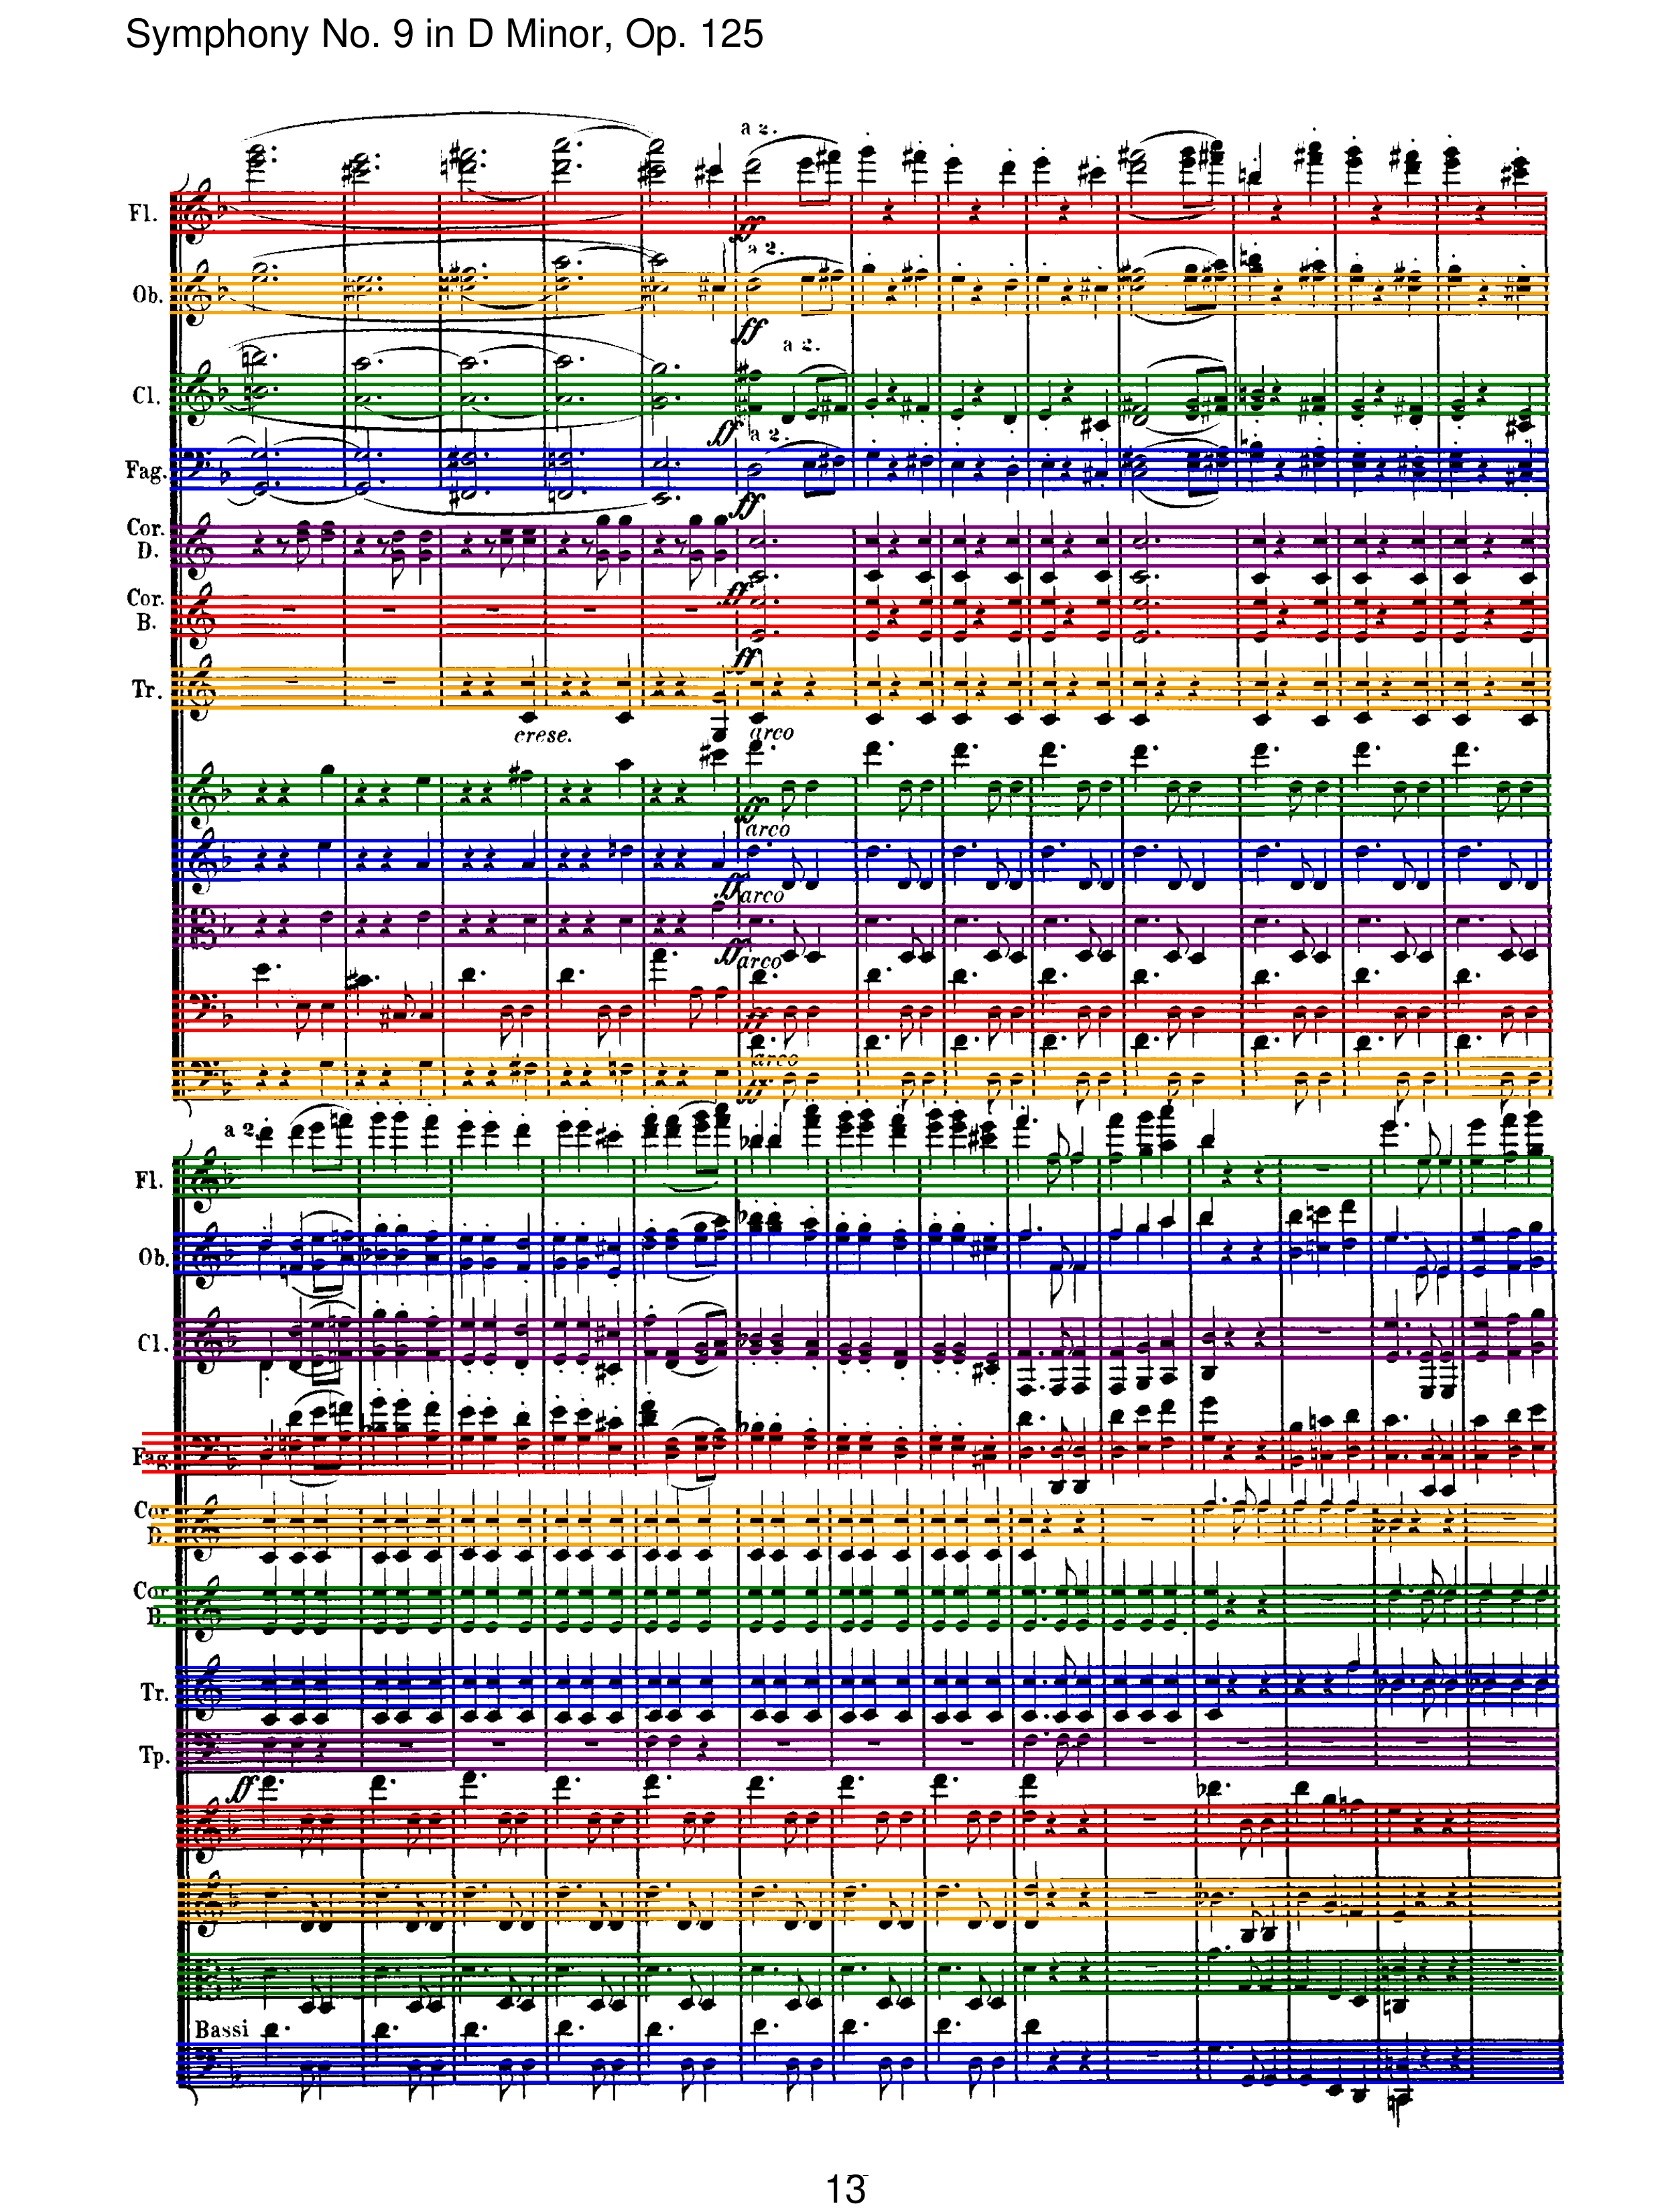 Symphony No. 9 in D Minor, Op. 125
a 2.
Fl.
ff
a 2.
Ob.
ff
a 2.
Cl.
ff a 2.
Fag.
ff
Cor.
D.
ff
Cor.
B.
ff
Tr.
crese. arco
ff
arco
ff arco
ff arco
ff
arco
ff
a 2.
Fl.
Ob.
Cl.
Fag.
Cor
D.
Cor
B.
Tr.
Tp.
ff
Bassi
13